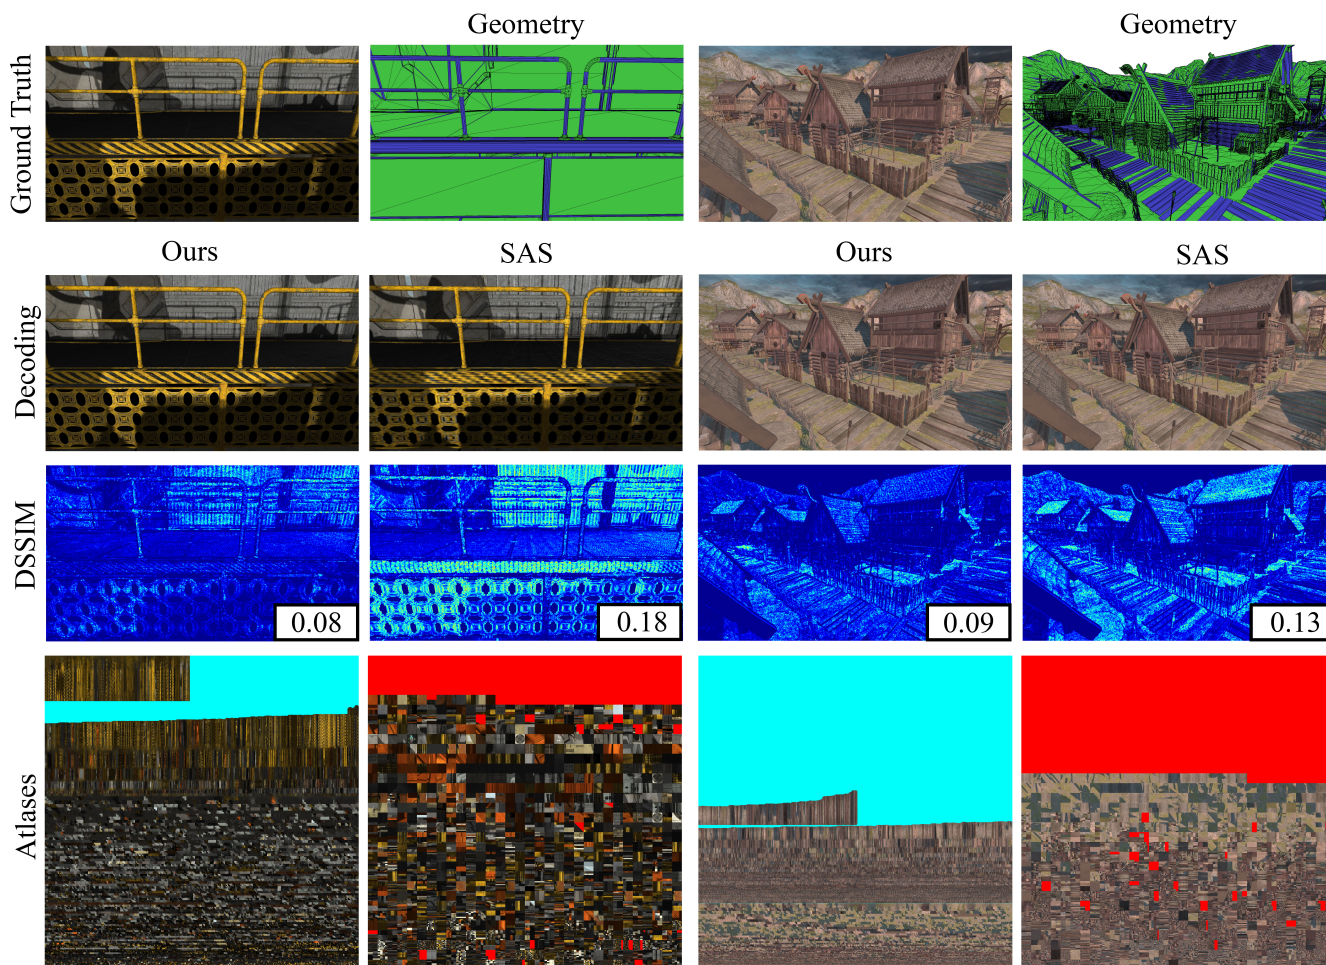 Geometry
Geometry
Ground Truth
Ours
SAS
Ours
SAS
Decoding
DSSIM
0.08
0.18
0.09
0.13
Atlases